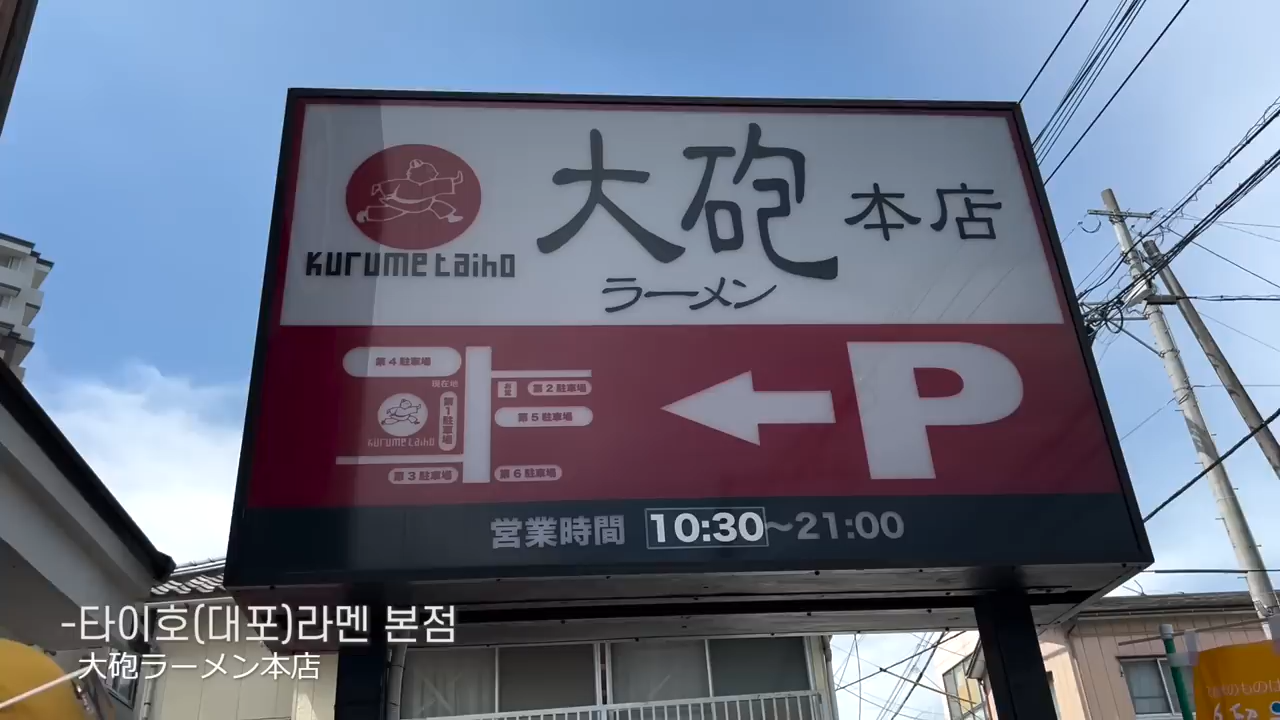 大砲 本店
ラーメン
kurume taiho
第4駐車場
現在地
第1駐車場
kurume taiho
第2駐車場
第5駐車場
第3駐車場
第6駐車場
P
営業時間 10:30~21:00
-타이호(대포)라멘 본점
大砲ラーメン本店